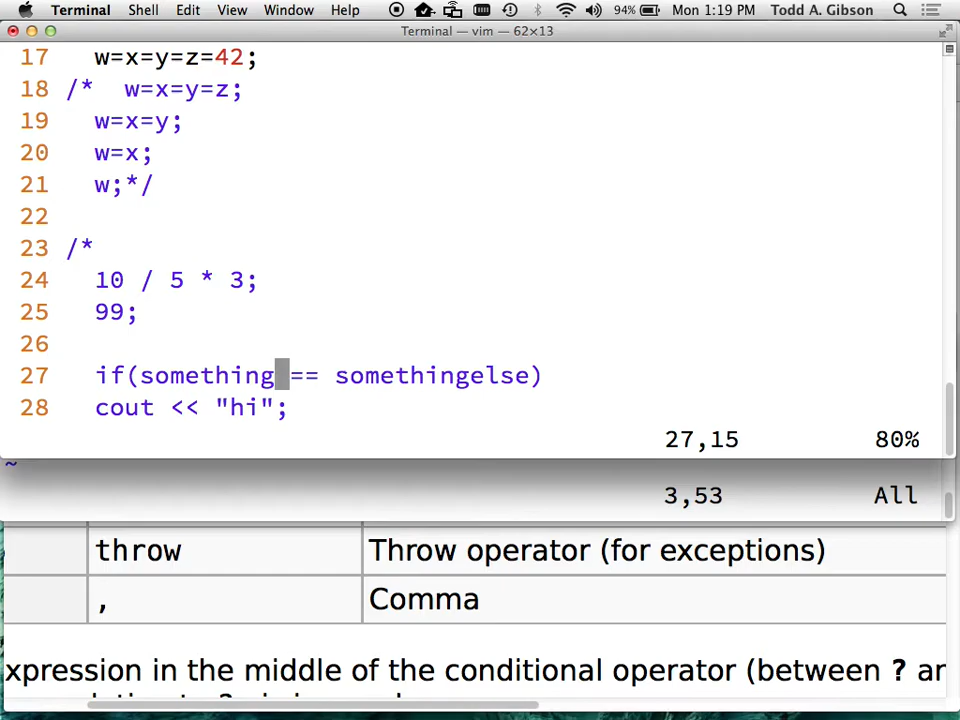 Terminal Shell Edit View Window Help 94% Mon 1:19 PM Todd A. Gibson
Terminal — vim — 62×13
17 w=x=y=z=42;
18 /* w=x=y=z;
19 w=x=y;
20 w=x;
21 w;*/
22
23 /*
24 10 / 5 * 3;
25 99;
26
27 if(something == somethingelse)
28 cout << "hi";
27,15 80%
~
3,53 All
throw Throw operator (for exceptions)
, Comma
xpression in the middle of the conditional operator (between ? an